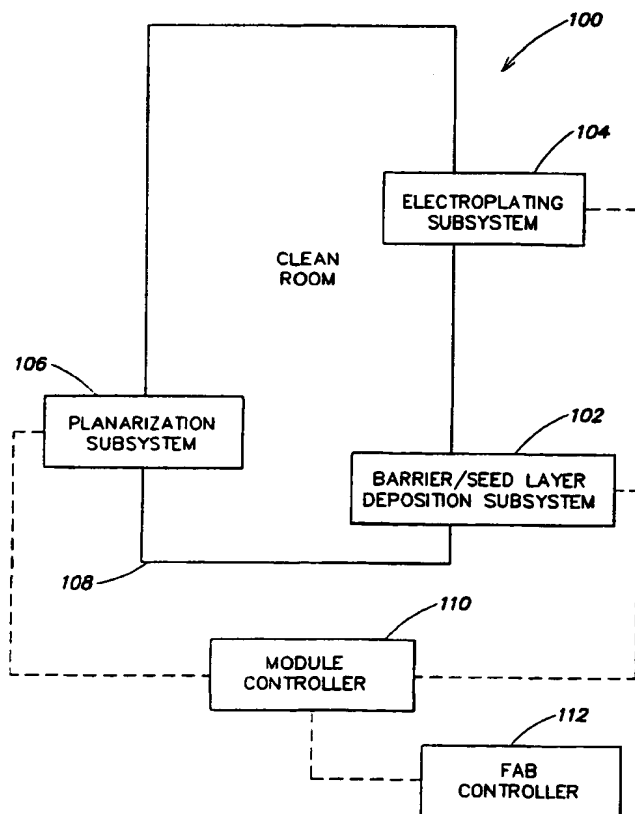 100
104
ELECTROPLATING
SUBSYSTEM
CLEAN
ROOM
106
PLANARIZATION
SUBSYSTEM
102
BARRIER/SEED LAYER
DEPOSITION SUBSYSTEM
108
110
MODULE
CONTROLLER
112
FAB
CONTROLLER